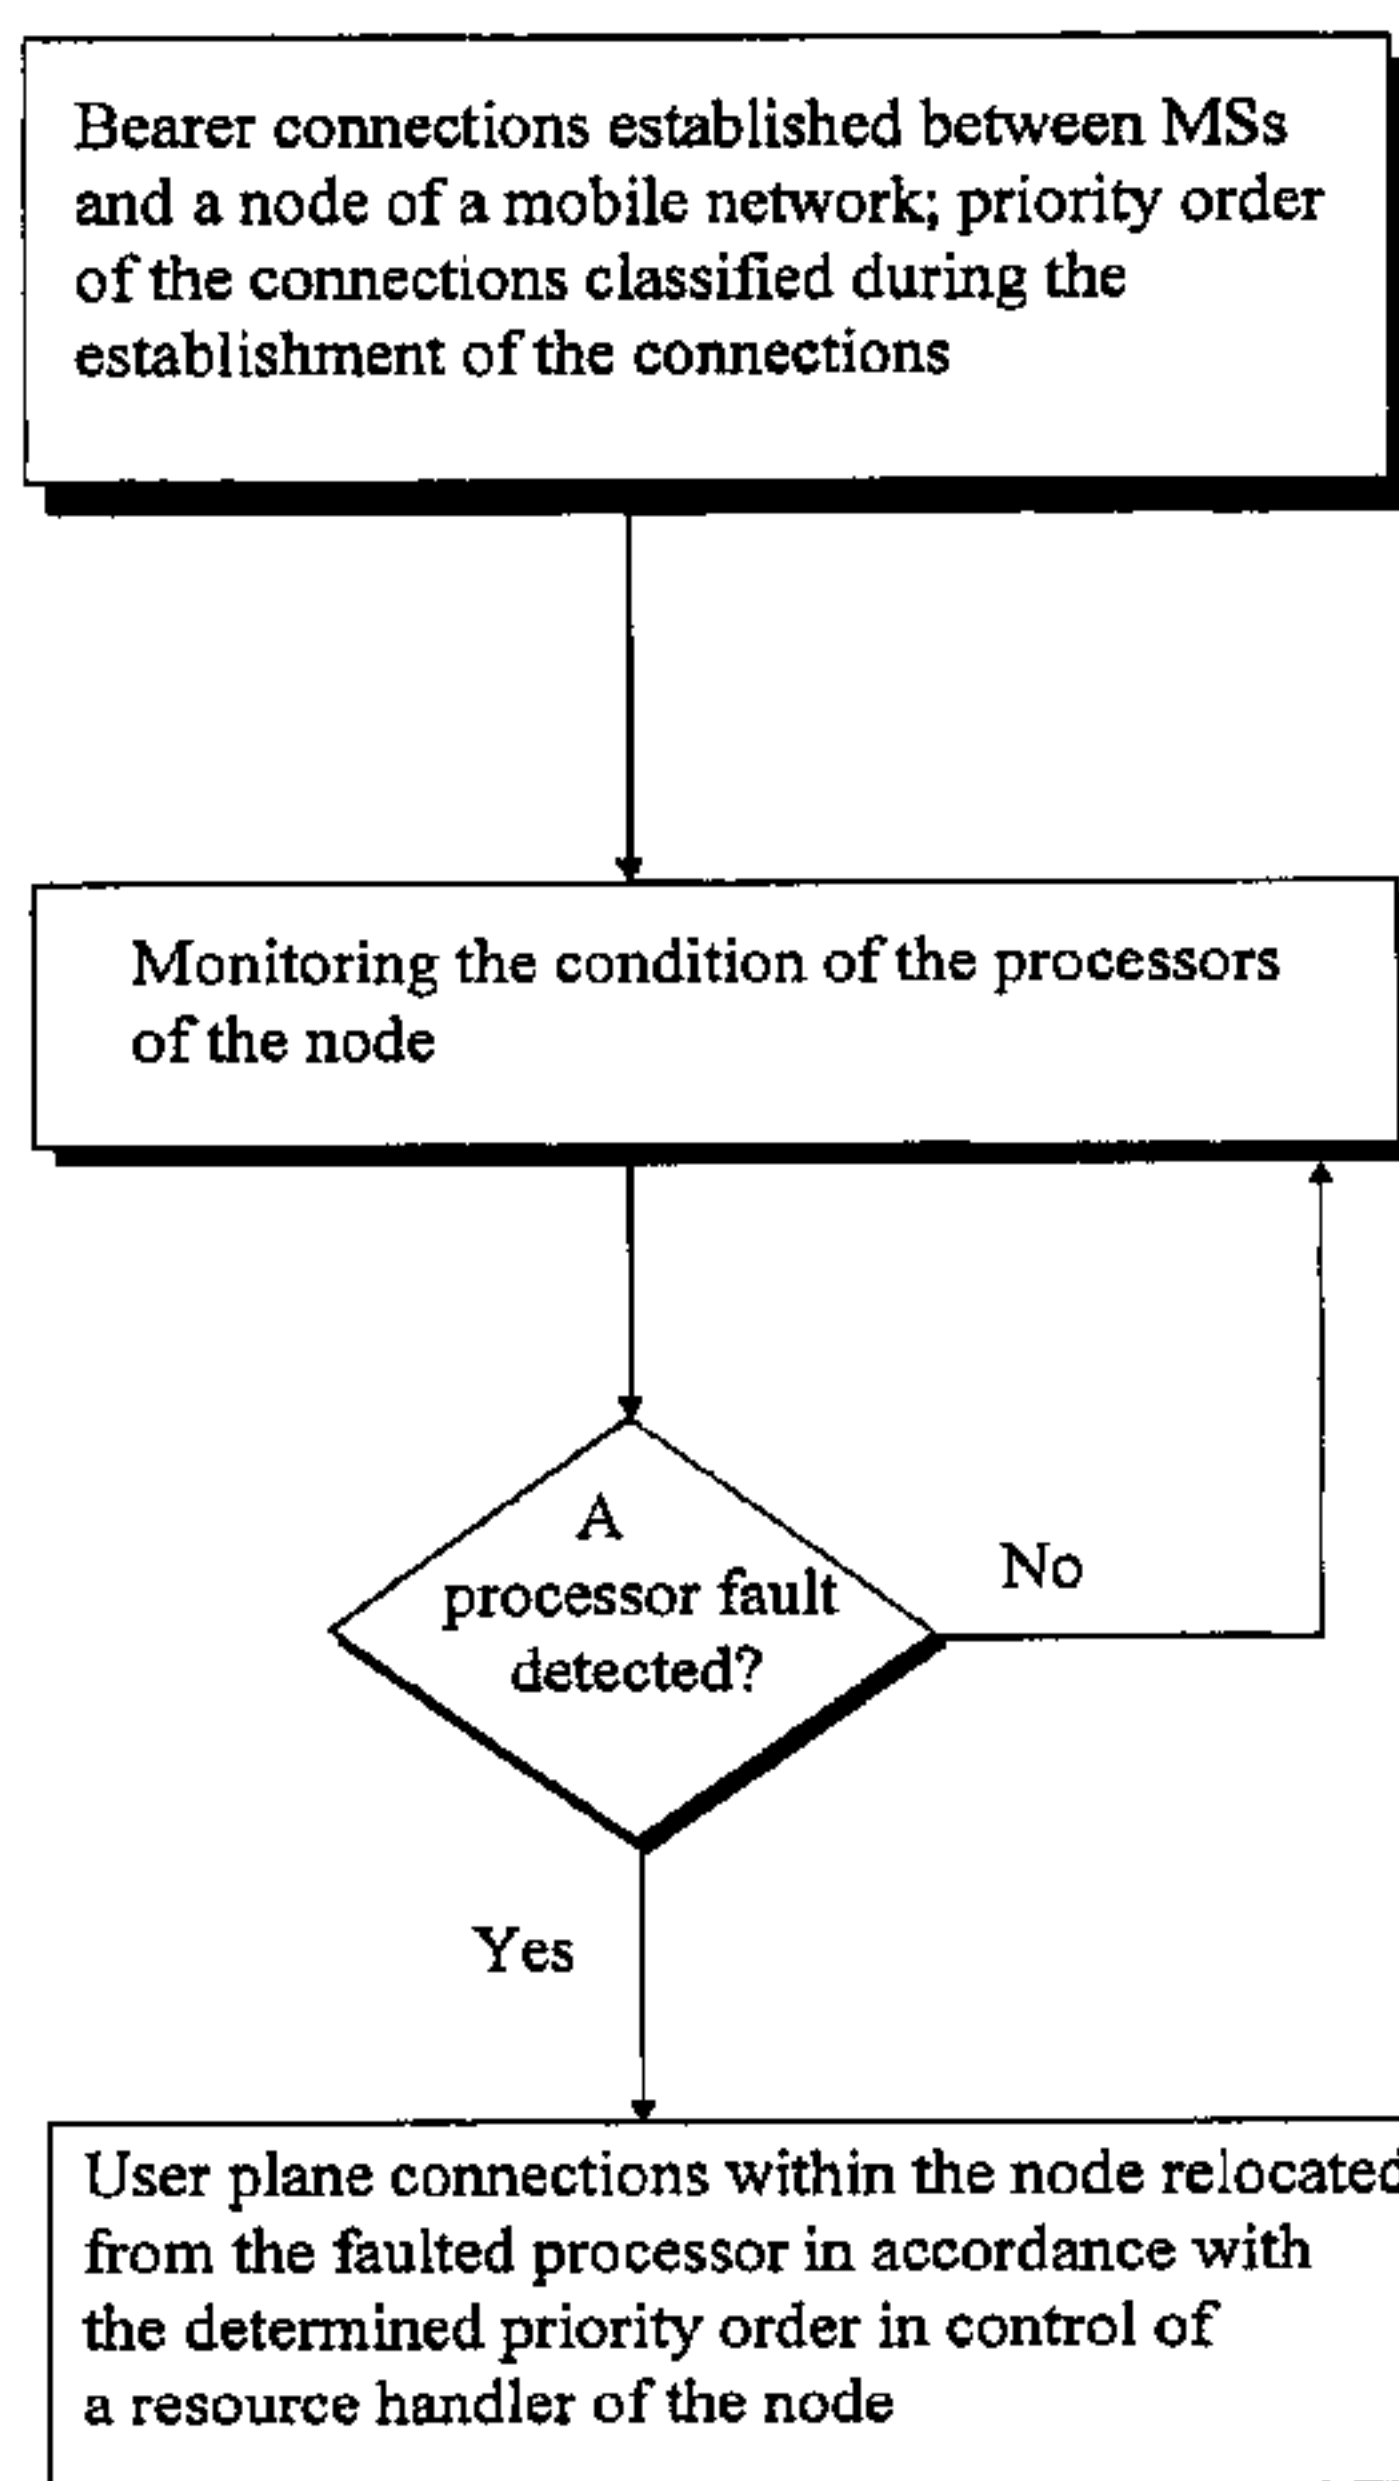 Bearer connections established between MSs
and a node of a mobile network; priority order
of the connections classified during the
establishment of the connections
Monitoring the condition of the processors
of the node
A
processor fault
detected?
No
Yes
User plane connections within the node relocated
from the faulted processor in accordance with
the determined priority order in control of
a resource handler of the node